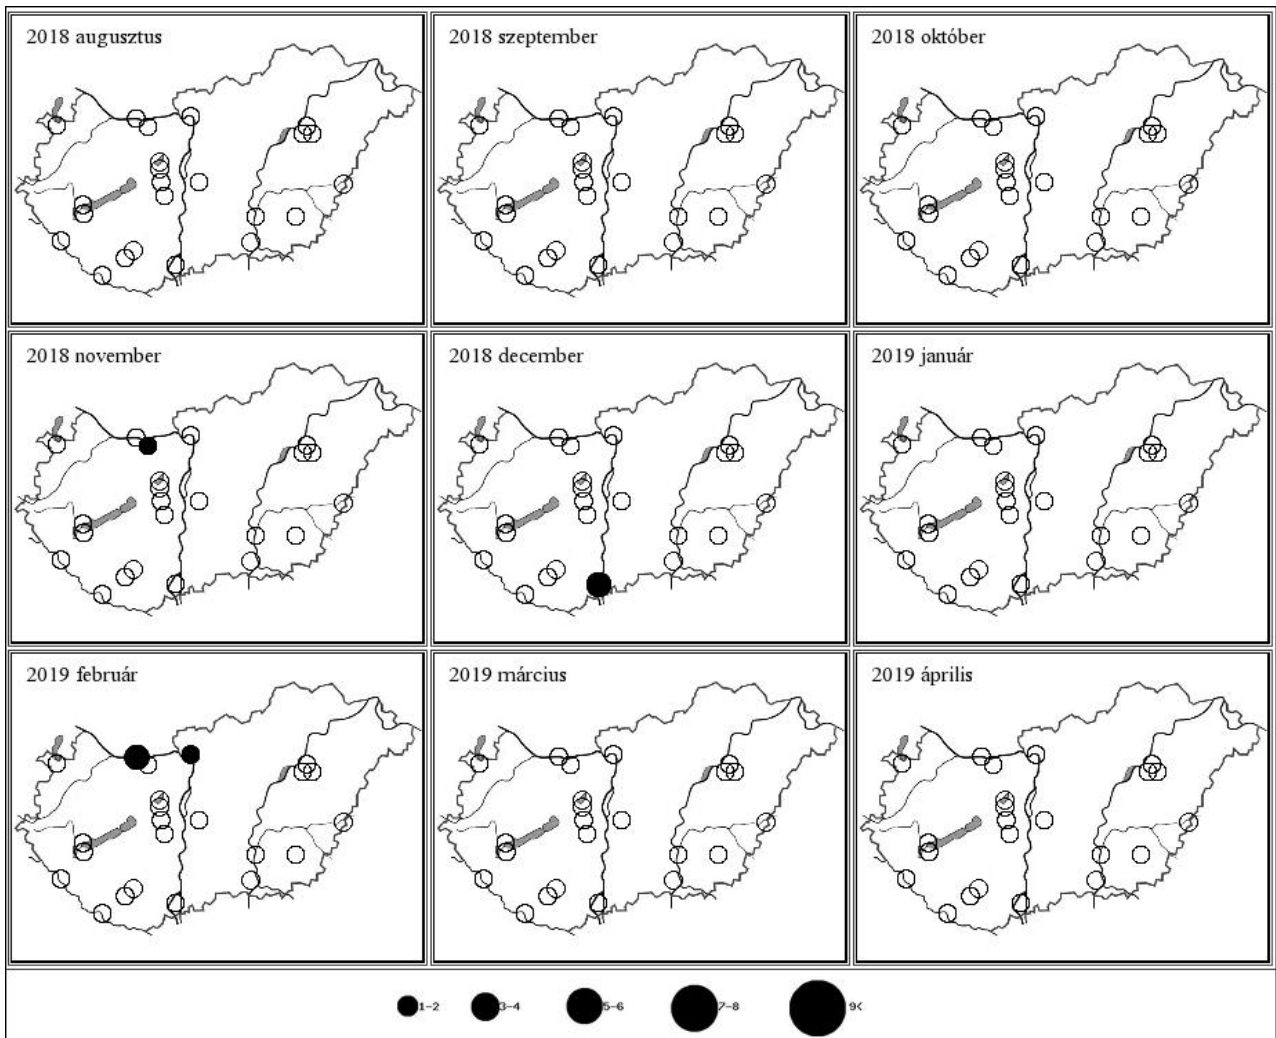 2018 augusztus
2018 szeptember
2018 október
2018 november
2018 december
2019 január
2019 február
2019 március
2019 április
1-2 3-4 5-6 7-8 9<